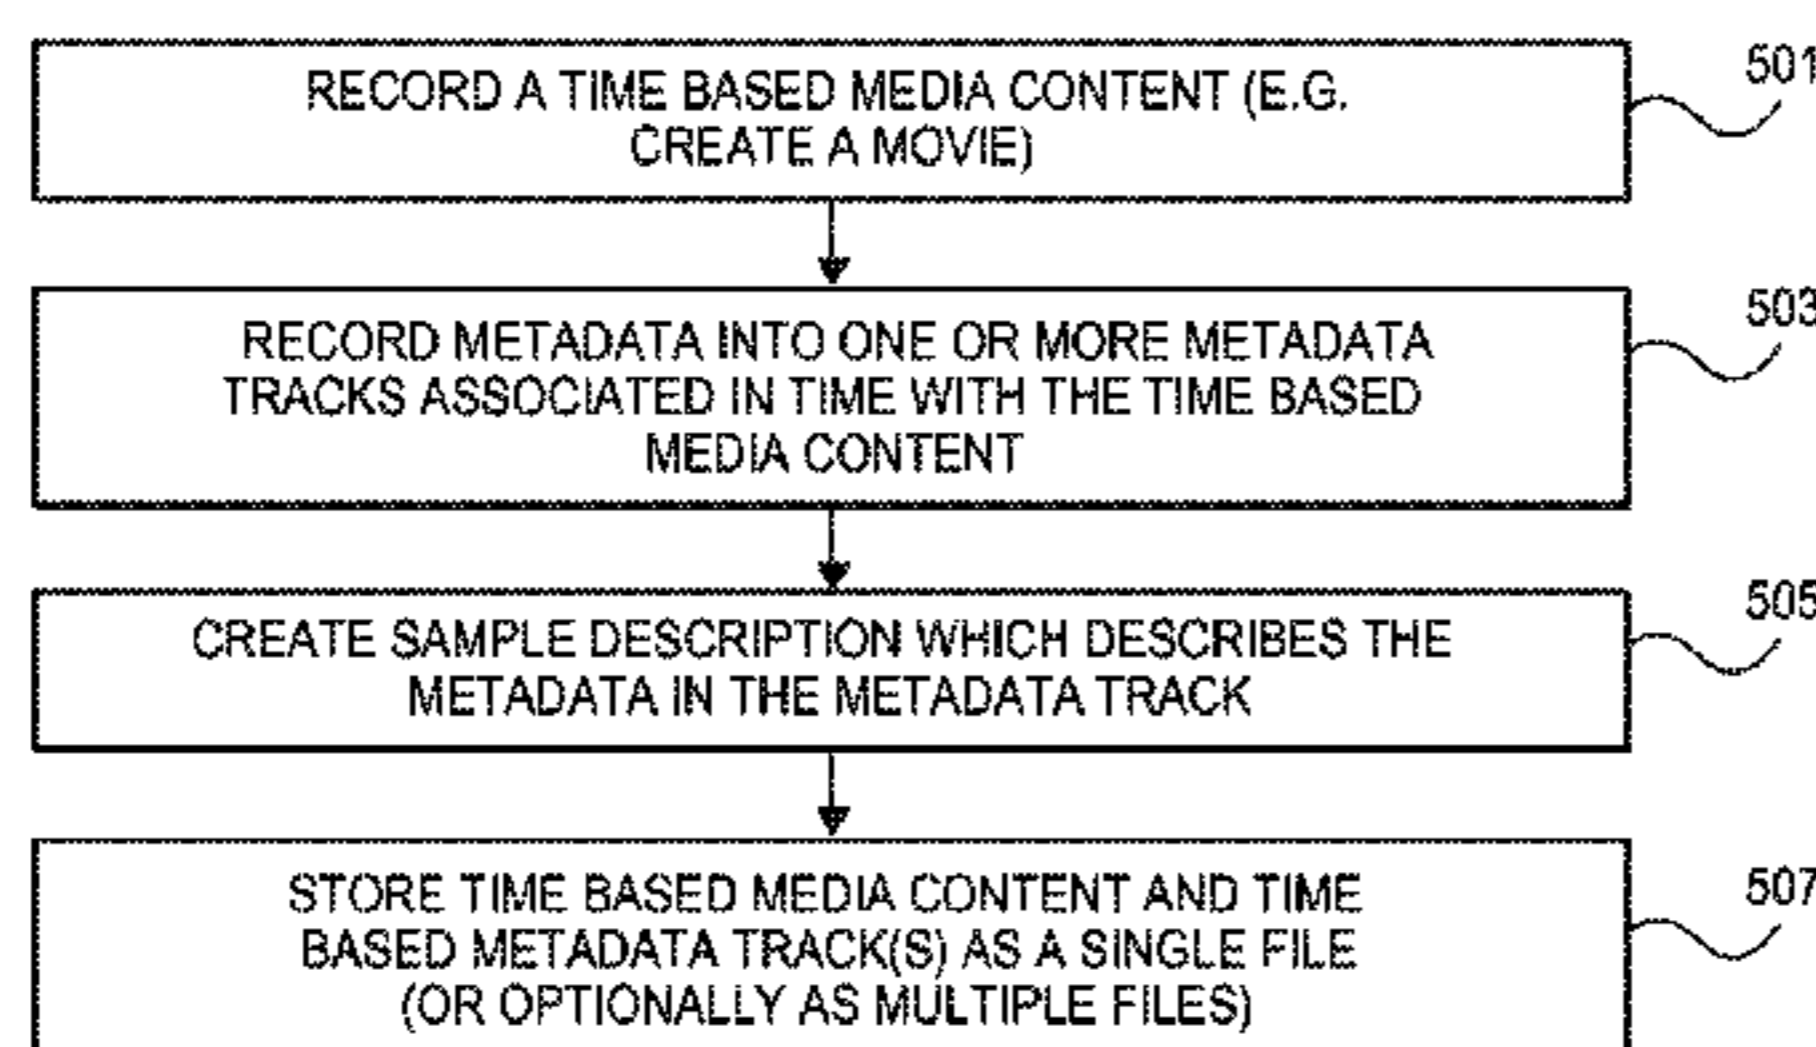 RECORD A TIME BASED MEDIA CONTENT (E.G.
CREATE A MOVIE)
501
RECORD METADATA INTO ONE OR MORE METADATA
TRACKS ASSOCIATED IN TIME WITH THE TIME BASED
MEDIA CONTENT
503
CREATE SAMPLE DESCRIPTION WHICH DESCRIBES THE
METADATA IN THE METADATA TRACK
505
STORE TIME BASED MEDIA CONTENT AND TIME
BASED METADATA TRACK(S) AS A SINGLE FILE
(OR OPTIONALLY AS MULTIPLE FILES)
507